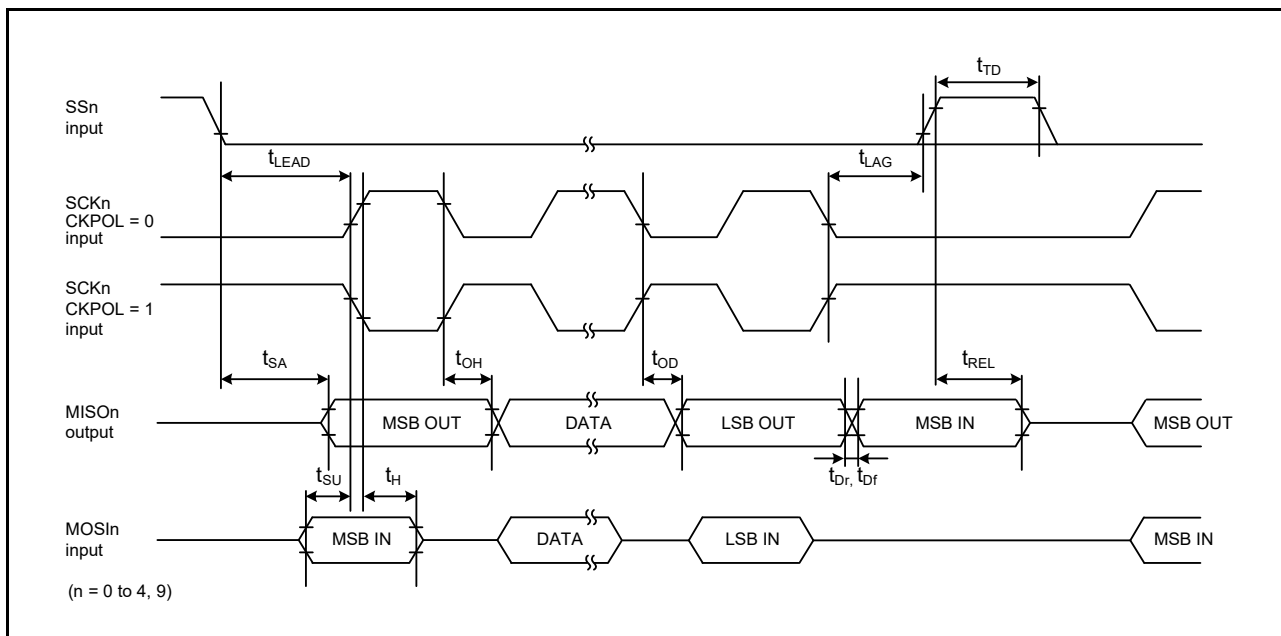 t_TD
SSn
input
t_LEAD
t_LAG
SCKn
CKPOL = 0
input
SCKn
CKPOL = 1
input
t_SA
t_OH
t_OD
t_REL
MISOn
output
MSB OUT
DATA
LSB OUT
MSB IN
MSB OUT
t_SU
t_H
t_Dr, t_Df
MOSIn
input
MSB IN
DATA
LSB IN
MSB IN
(n = 0 to 4, 9)